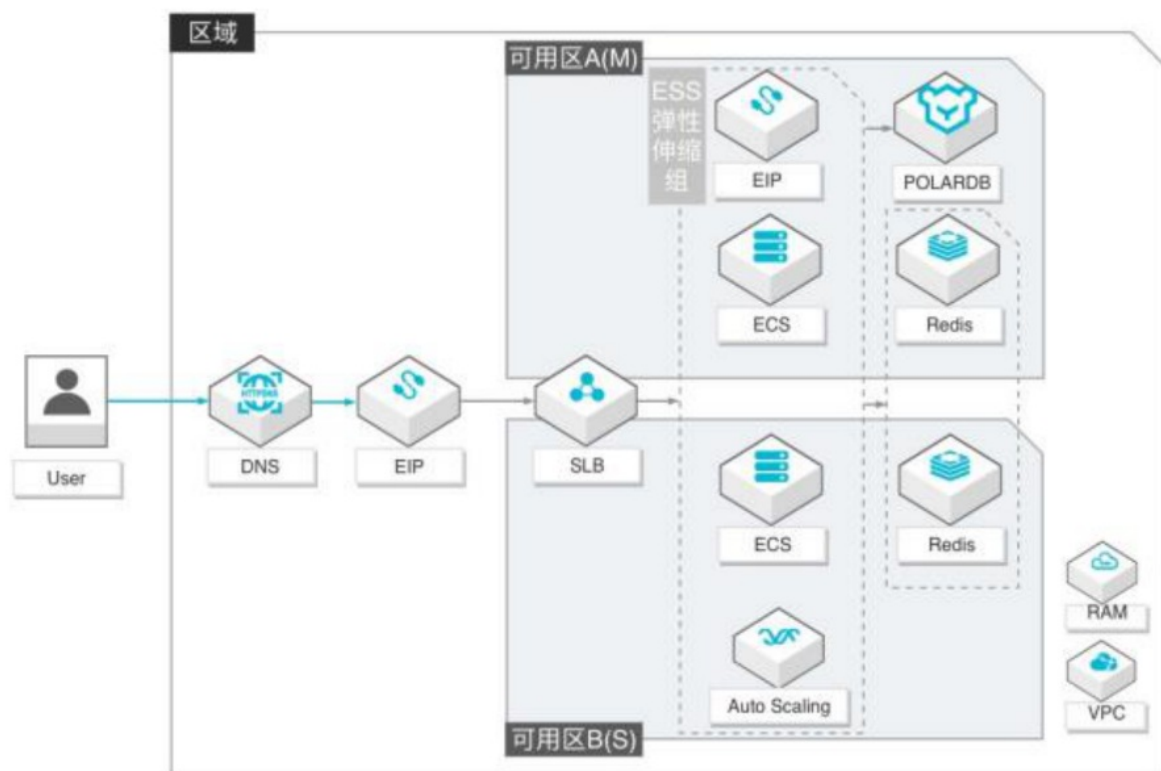 区域
可用区A(M)
ESS
弹性
伸缩
组
EIP
POLARDB
ECS
Redis
HTTPDNS
User
DNS
EIP
SLB
ECS
Redis
RAM
Auto Scaling
VPC
可用区B(S)